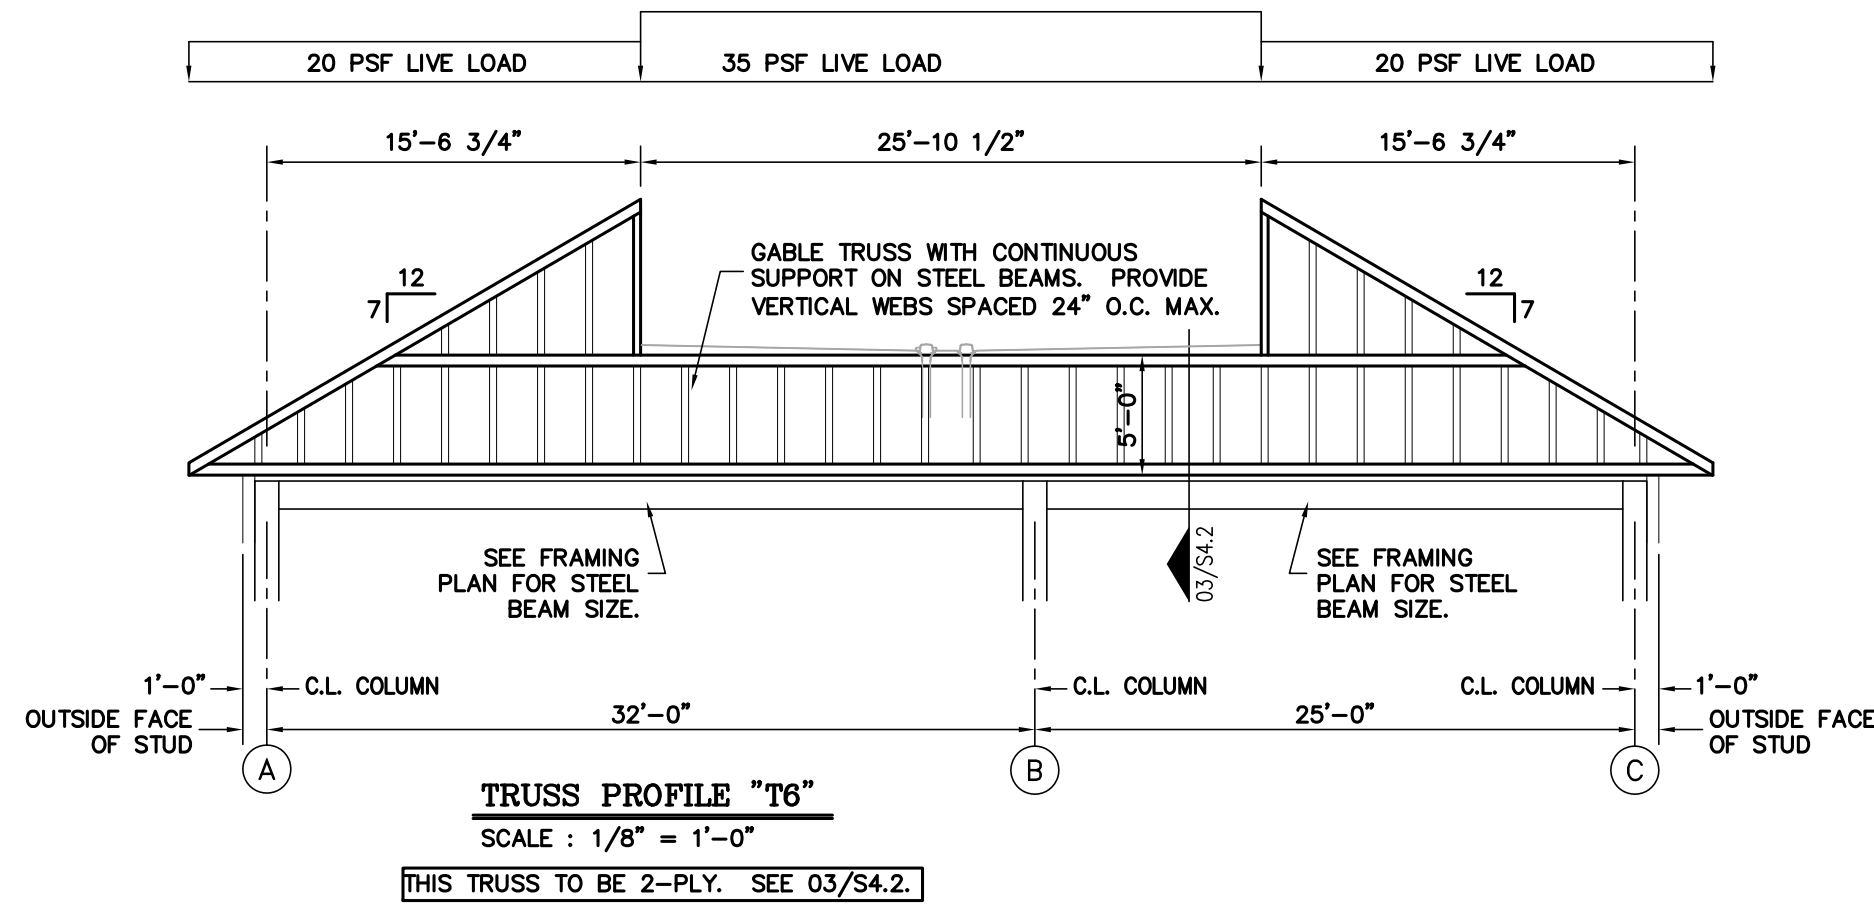 20 PSF LIVE LOAD
35 PSF LIVE LOAD
20 PSF LIVE LOAD
15'-6 3/4"
25'-10 1/2"
15'-6 3/4"
GABLE TRUSS WITH CONTINUOUS
SUPPORT ON STEEL BEAMS. PROVIDE
VERTICAL WEBS SPACED 24" O.C. MAX.
12
7
12
7
5'-0"
SEE FRAMING
PLAN FOR STEEL
BEAM SIZE.
03/S4.2
SEE FRAMING
PLAN FOR STEEL
BEAM SIZE.
1'-0"
C.L. COLUMN
C.L. COLUMN
C.L. COLUMN
1'-0"
OUTSIDE FACE
OF STUD
32'-0"
25'-0"
OUTSIDE FACE
OF STUD
A
B
C
TRUSS PROFILE "T6"
SCALE : 1/8" = 1'-0"
THIS TRUSS TO BE 2-PLY. SEE 03/S4.2.